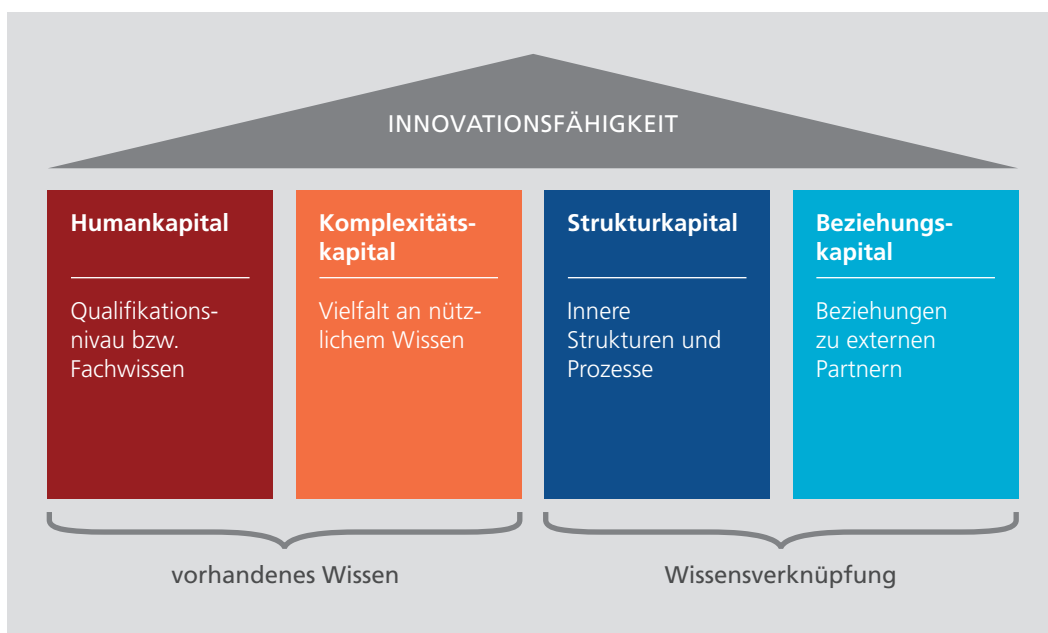 INNOVATIONSFÄHIGKEIT
Humankapital
Qualifikations-
nivau bzw.
Fachwissen
Komplexitäts-
kapital
Vielfalt an nütz-
lichem Wissen
Strukturkapital
Innere
Strukturen und
Prozesse
Beziehungs-
kapital
Beziehungen
zu externen
Partnern
vorhandenes Wissen
Wissensverknüpfung